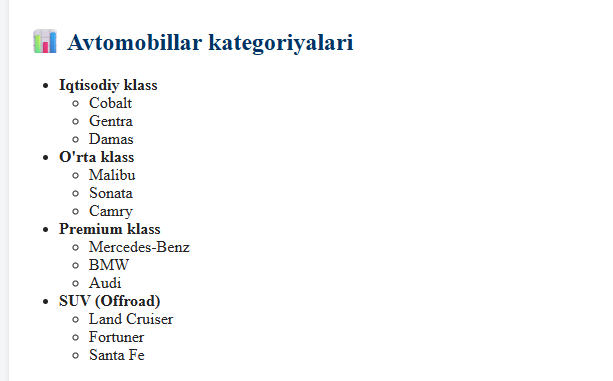 Avtomobillar kategoriyalari
Iqtisodiy klass
Cobalt
Gentra
Damas
O'rta klass
Malibu
Sonata
Camry
Premium klass
Mercedes-Benz
BMW
Audi
SUV (Offroad)
Land Cruiser
Fortuner
Santa Fe